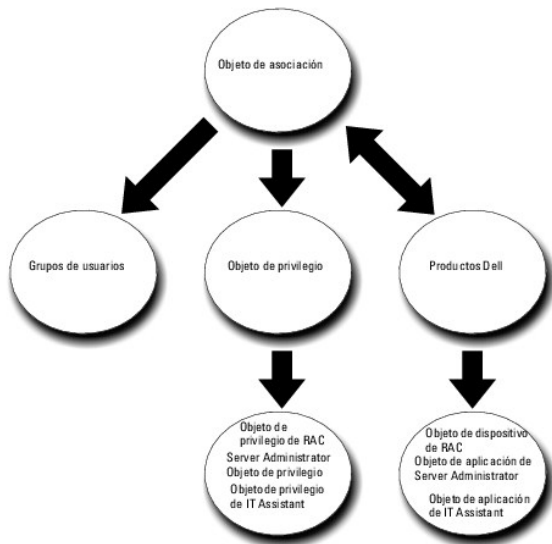 Objeto de asociación
Grupos de usuarios
Objeto de privilegio
Productos Dell
Objeto de
privilegio de RAC
Server Administrator
Objeto de privilegio
Objeto de privilegio
de IT Assistant
Objeto de dispositivo
de RAC
Objeto de aplicación de
Server Administrator
Objeto de aplicación
de IT Assistant